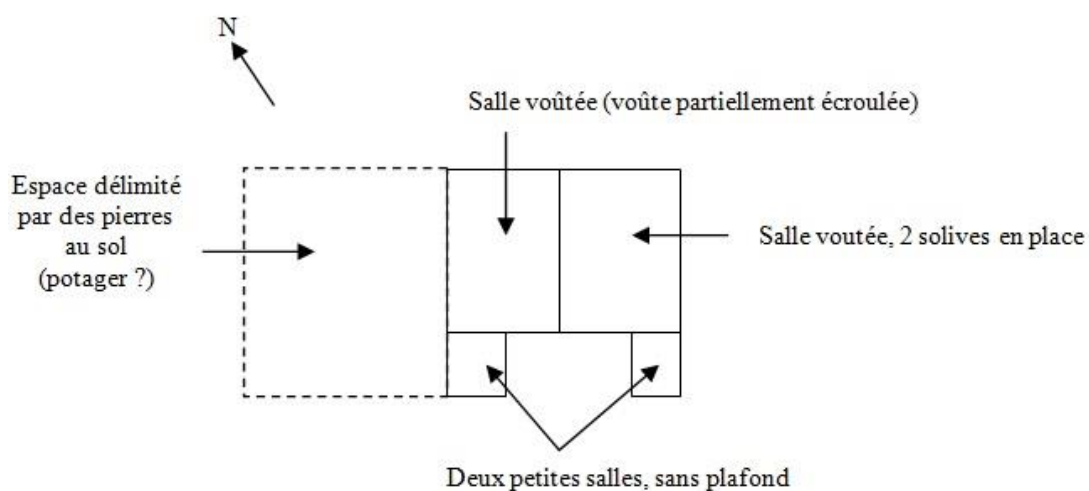 N
Salle voûtée (voûte partiellement écroulée)
Espace délimité
par des pierres
au sol
(potager ?)
Salle voutée, 2 solives en place
Deux petites salles, sans plafond